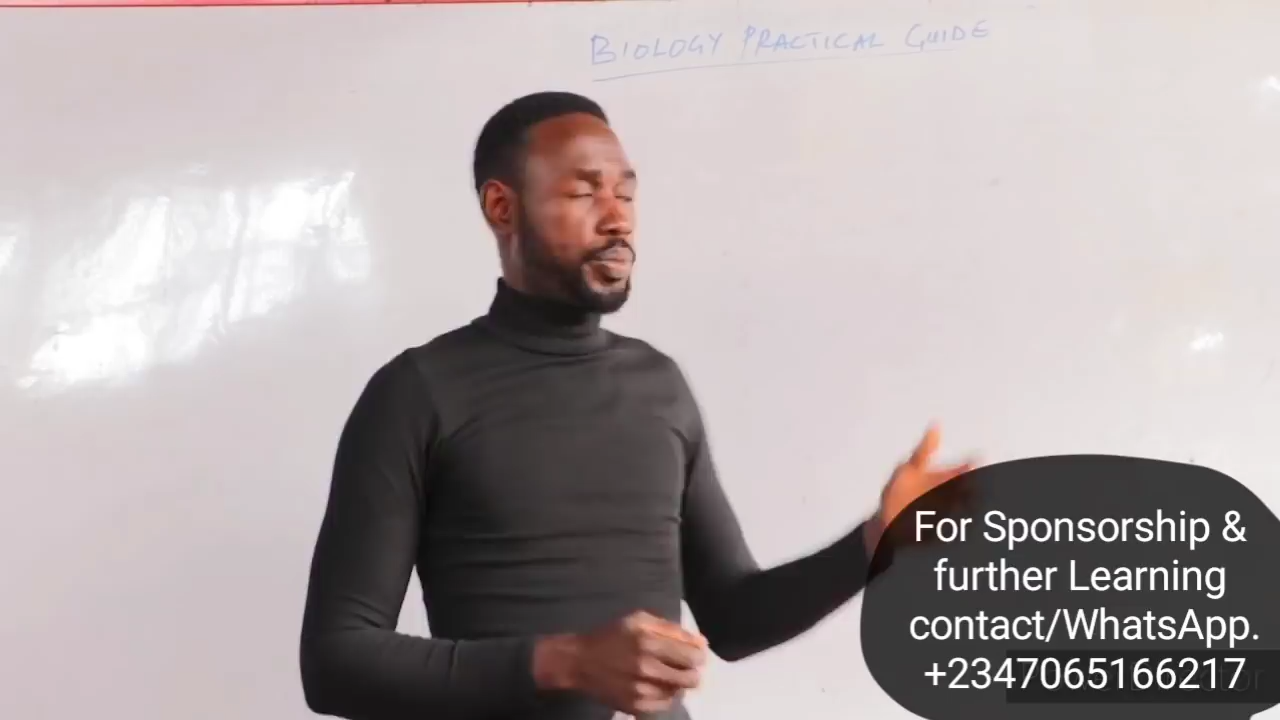 BIOLOGY PRACTICAL GUIDE
For Sponsorship &
further Learning
contact/WhatsApp.
+2347065166217